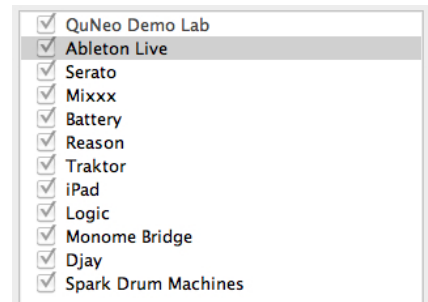 QuNeo Demo Lab
Ableton Live
Serato
Mixxx
Battery
Reason
Traktor
iPad
Logic
Monome Bridge
Djay
Spark Drum Machines